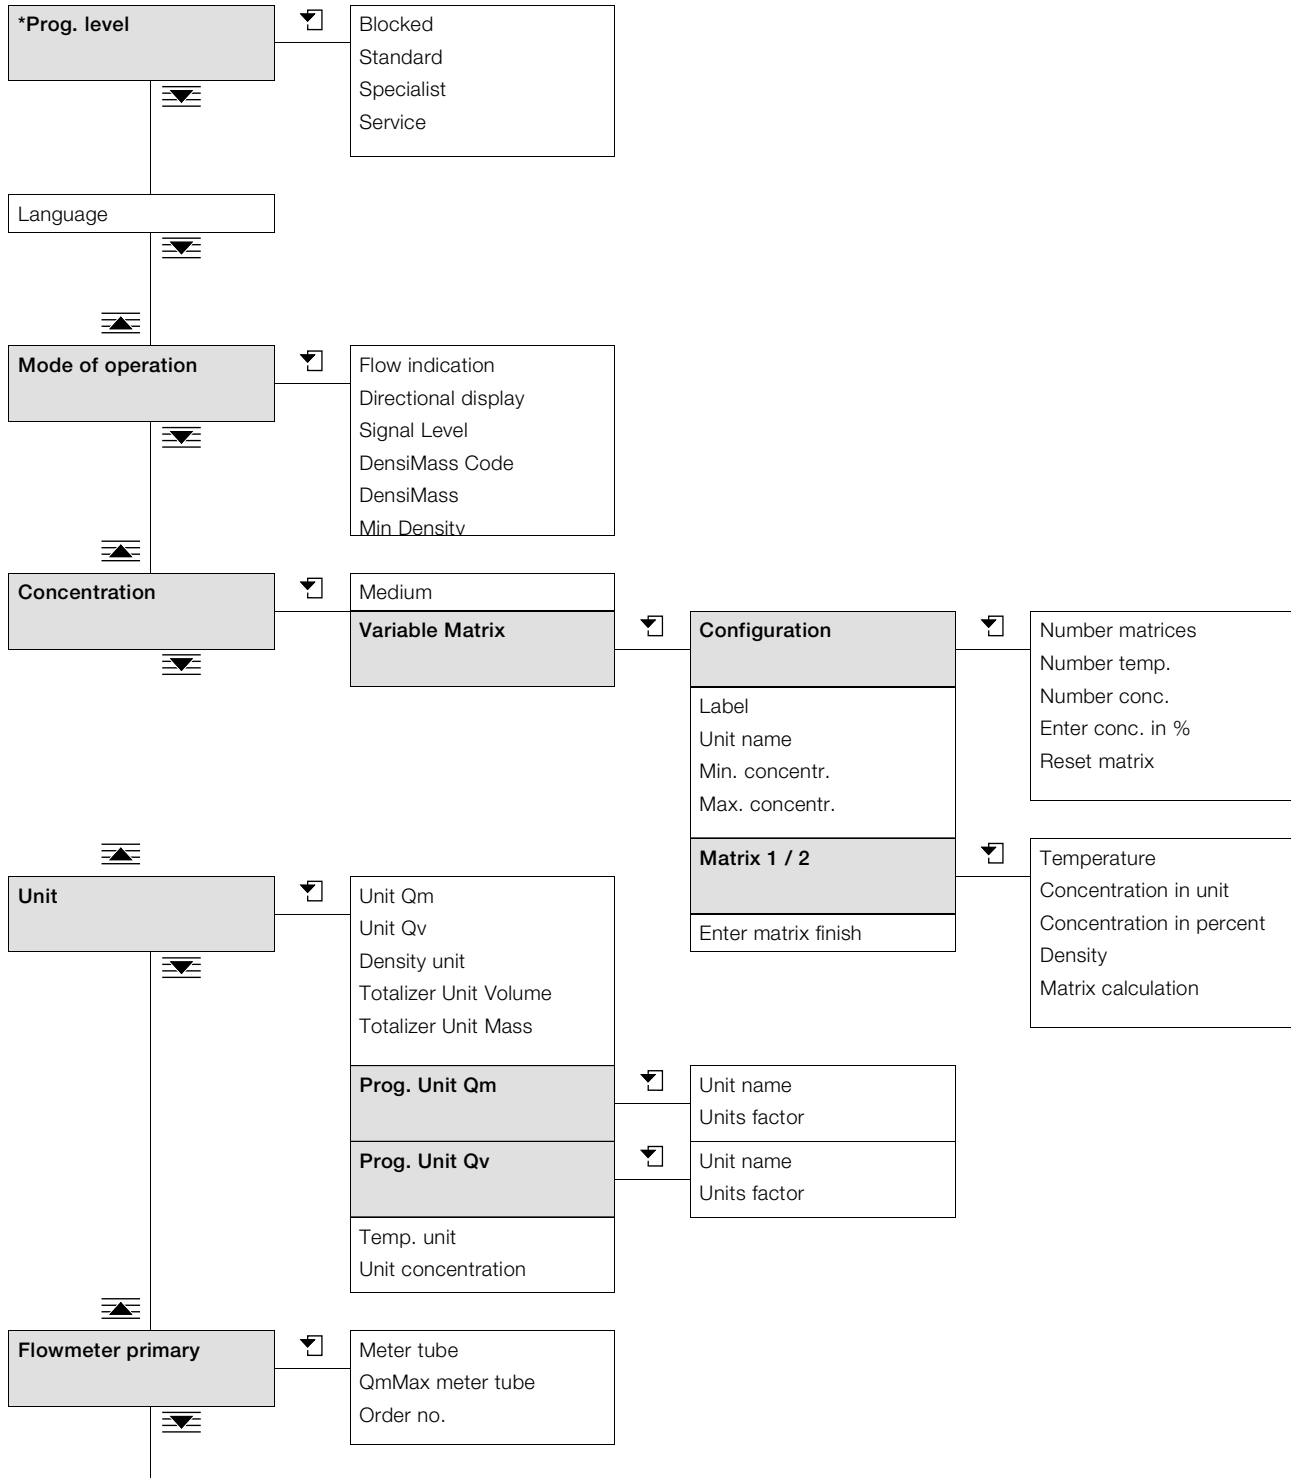 *Prog. level
Blocked
Standard
Specialist
Service
Language
Mode of operation
Flow indication
Directional display
Signal Level
DensiMass Code
DensiMass
Min Density
Concentration
Medium
Variable Matrix
Configuration
Number matrices
Number temp.
Number conc.
Enter conc. in %
Reset matrix
Label
Unit name
Min. concentr.
Max. concentr.
Matrix 1 / 2
Temperature
Concentration in unit
Concentration in percent
Density
Matrix calculation
Enter matrix finish
Unit
Unit Qm
Unit Qv
Density unit
Totalizer Unit Volume
Totalizer Unit Mass
Prog. Unit Qm
Unit name
Units factor
Prog. Unit Qv
Unit name
Units factor
Temp. unit
Unit concentration
Flowmeter primary
Meter tube
QmMax meter tube
Order no.